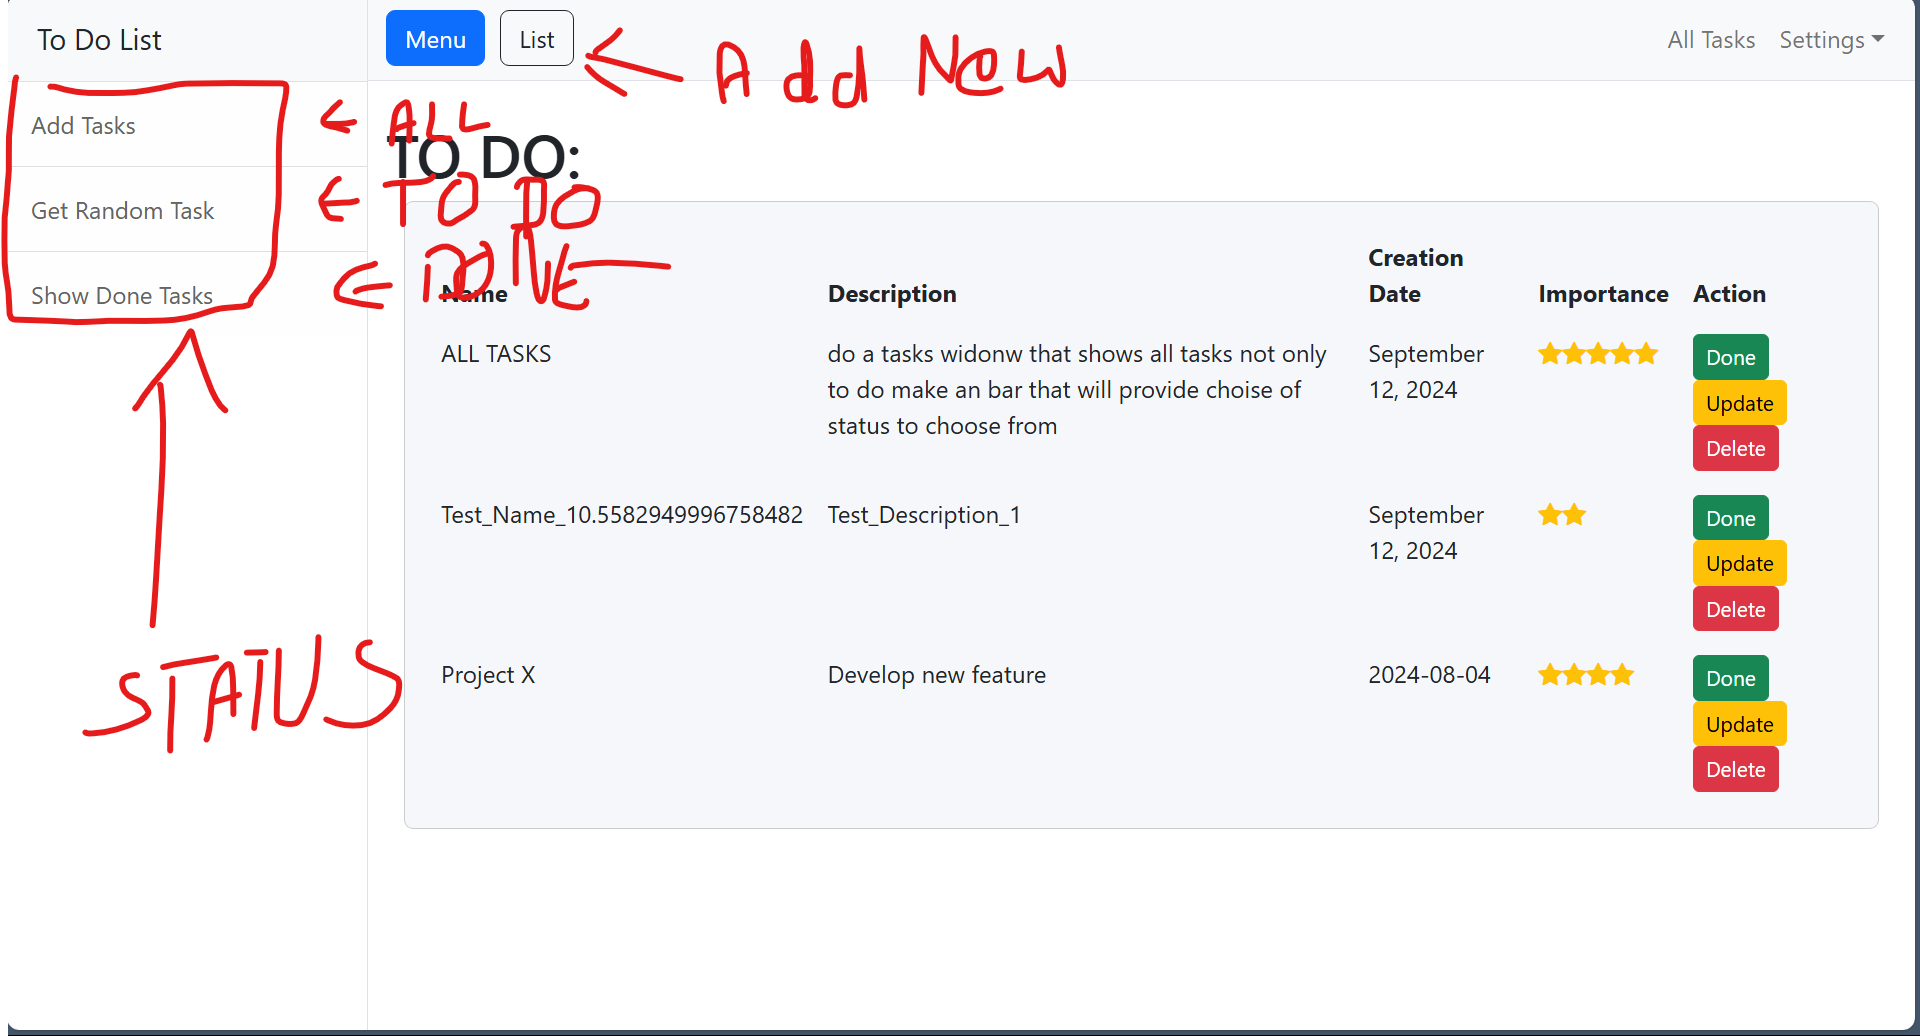 To Do List
Menu
List
Add New
All Tasks
Settings
Add Tasks
ALL
TO DO:
Get Random Task
TO DO
Show Done Tasks
DONE
Name
Description
Creation
Date
Importance
Action
ALL TASKS
do a tasks widonw that shows all tasks not only
to do make an bar that will provide choise of
status to choose from
September
12, 2024
Done
Update
Delete
Test_Name_10.5582949996758482
Test_Description_1
September
12, 2024
Done
Update
Delete
STATUS
Project X
Develop new feature
2024-08-04
Done
Update
Delete